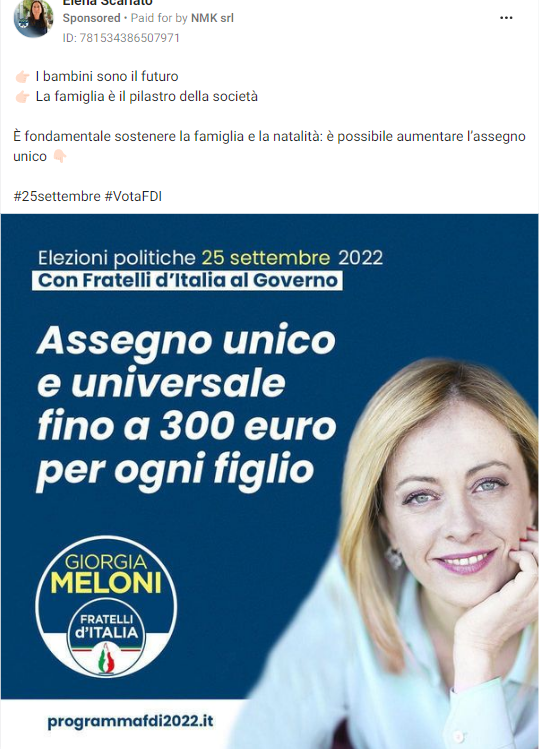 Elena Scarlato
Sponsored • Paid for by NMK srl
ID: 781534386507971
👉🏻 I bambini sono il futuro
👉🏻 La famiglia è il pilastro della società
È fondamentale sostenere la famiglia e la natalità: è possibile aumentare l’assegno
unico 👇🏻
#25settembre #VotaFDI
Elezioni politiche 25 settembre 2022
Con Fratelli d'Italia al Governo
Assegno unico
e universale
fino a 300 euro
per ogni figlio
GIORGIA
MELONI
FRATELLI
d'ITALIA
programmafdi2022.it